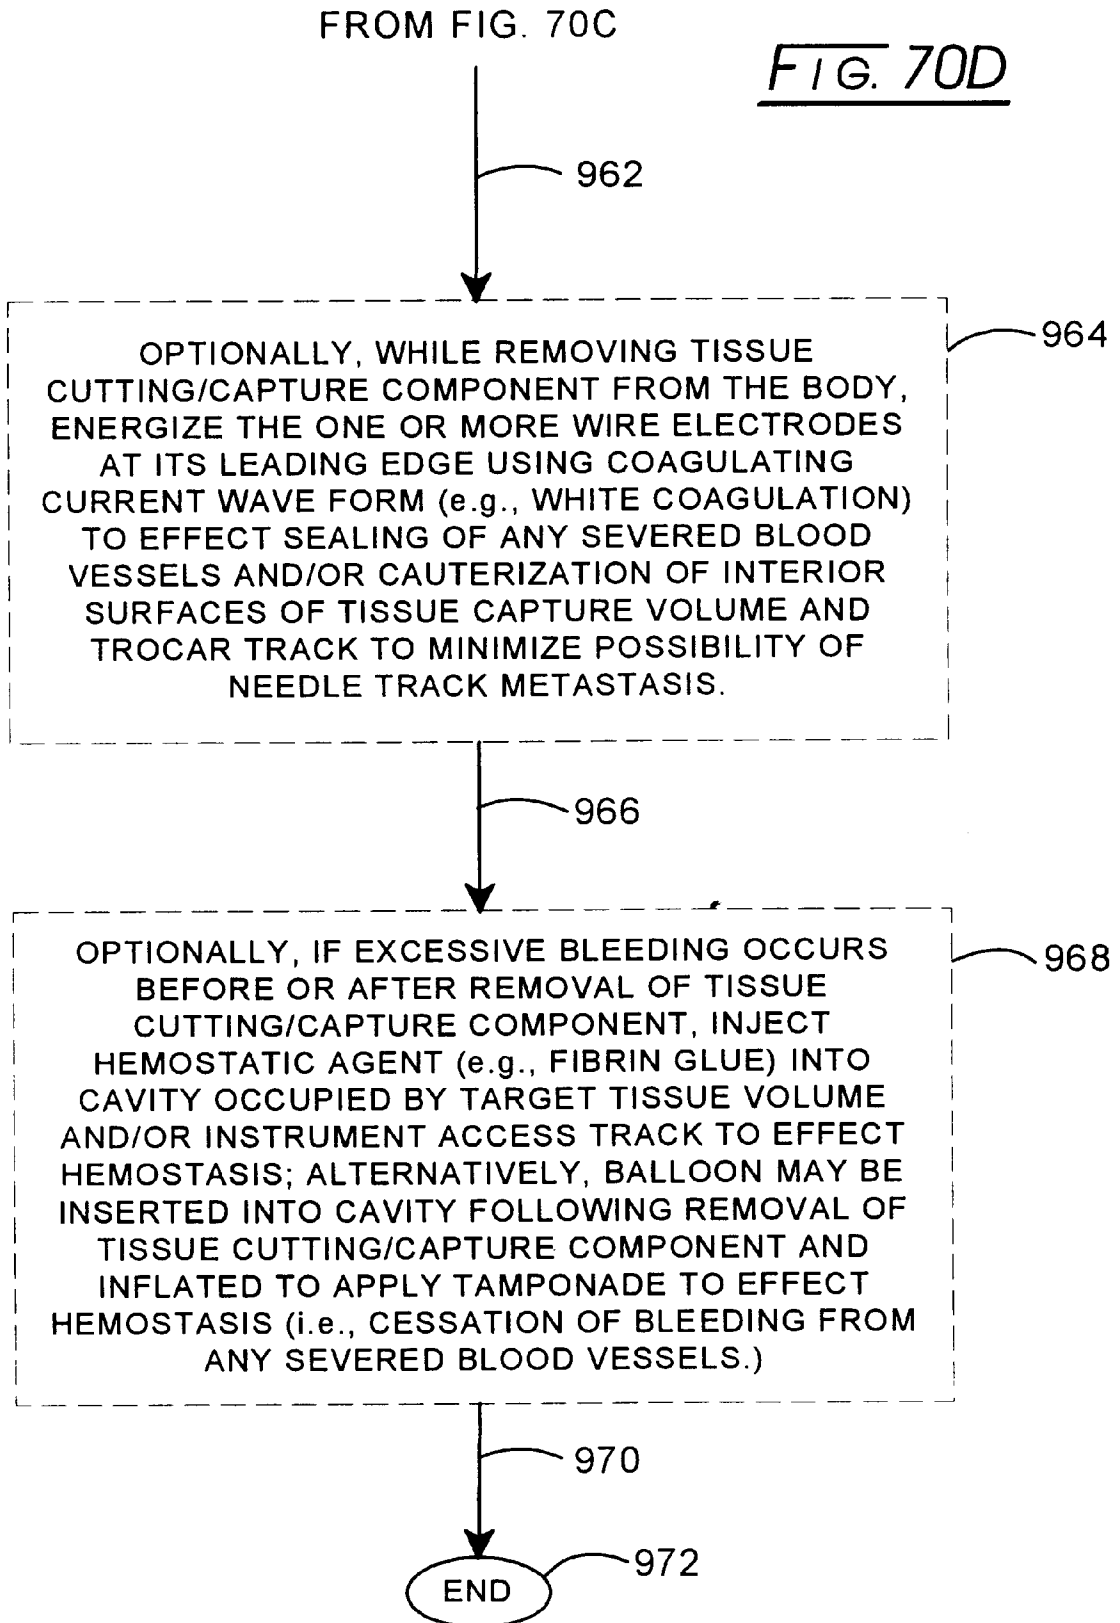 FROM FIG. 70C
FIG. 70D
962
964
OPTIONALLY, WHILE REMOVING TISSUE
CUTTING/CAPTURE COMPONENT FROM THE BODY,
ENERGIZE THE ONE OR MORE WIRE ELECTRODES
AT ITS LEADING EDGE USING COAGULATING
CURRENT WAVE FORM (e.g., WHITE COAGULATION)
TO EFFECT SEALING OF ANY SEVERED BLOOD
VESSELS AND/OR CAUTERIZATION OF INTERIOR
SURFACES OF TISSUE CAPTURE VOLUME AND
TROCAR TRACK TO MINIMIZE POSSIBILITY OF
NEEDLE TRACK METASTASIS.
966
968
OPTIONALLY, IF EXCESSIVE BLEEDING OCCURS
BEFORE OR AFTER REMOVAL OF TISSUE
CUTTING/CAPTURE COMPONENT, INJECT
HEMOSTATIC AGENT (e.g., FIBRIN GLUE) INTO
CAVITY OCCUPIED BY TARGET TISSUE VOLUME
AND/OR INSTRUMENT ACCESS TRACK TO EFFECT
HEMOSTASIS; ALTERNATIVELY, BALLOON MAY BE
INSERTED INTO CAVITY FOLLOWING REMOVAL OF
TISSUE CUTTING/CAPTURE COMPONENT AND
INFLATED TO APPLY TAMPONADE TO EFFECT
HEMOSTASIS (i.e., CESSATION OF BLEEDING FROM
ANY SEVERED BLOOD VESSELS.)
970
972
END